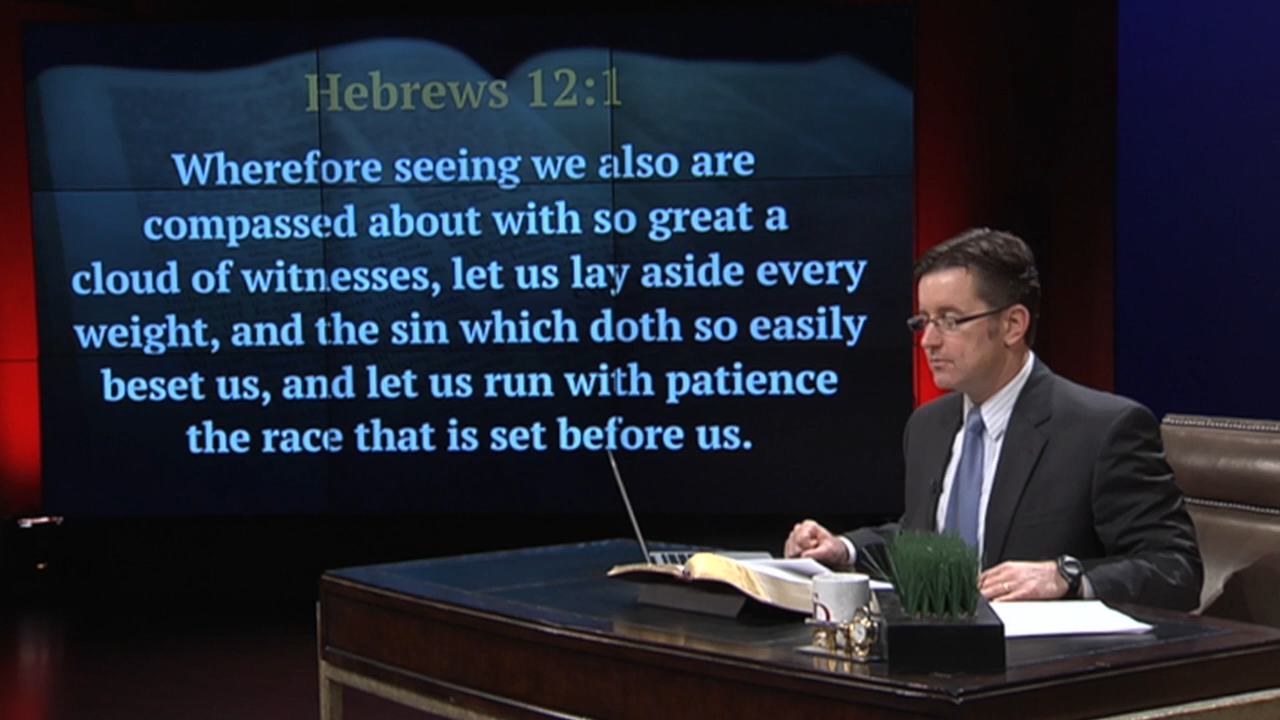 Hebrews 12:1
Wherefore seeing we also are
compassed about with so great a
cloud of witnesses, let us lay aside every
weight, and the sin which doth so easily
beset us, and let us run with patience
the race that is set before us.